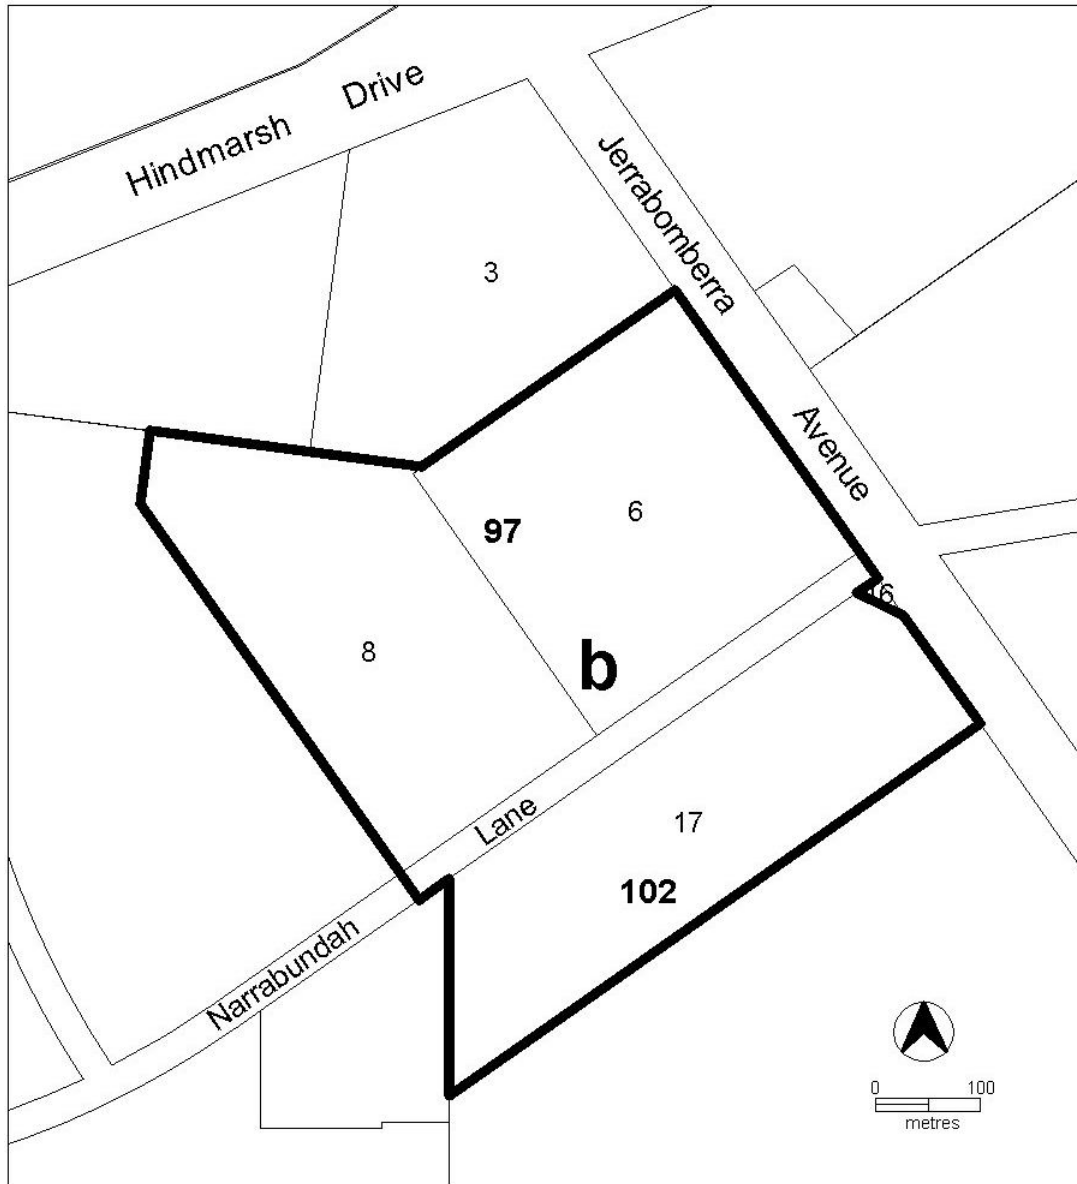 Hindmarsh Drive
Jerrabomberra
Avenue
3
97
6
16
8
b
Lane
17
102
Narrabundah
0 100
metres